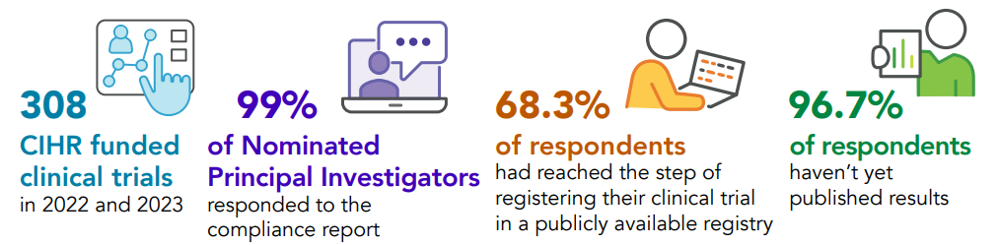 308
CIHR funded
clinical trials
in 2022 and 2023
99%
of Nominated
Principal Investigators
responded to the
compliance report
68.3%
of respondents
had reached the step of
registering their clinical trial
in a publicly available registry
96.7%
of respondents
haven't yet
published results